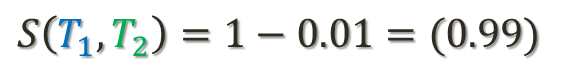 S(T₁,T₂) = 1 − 0.01 = (0.99)